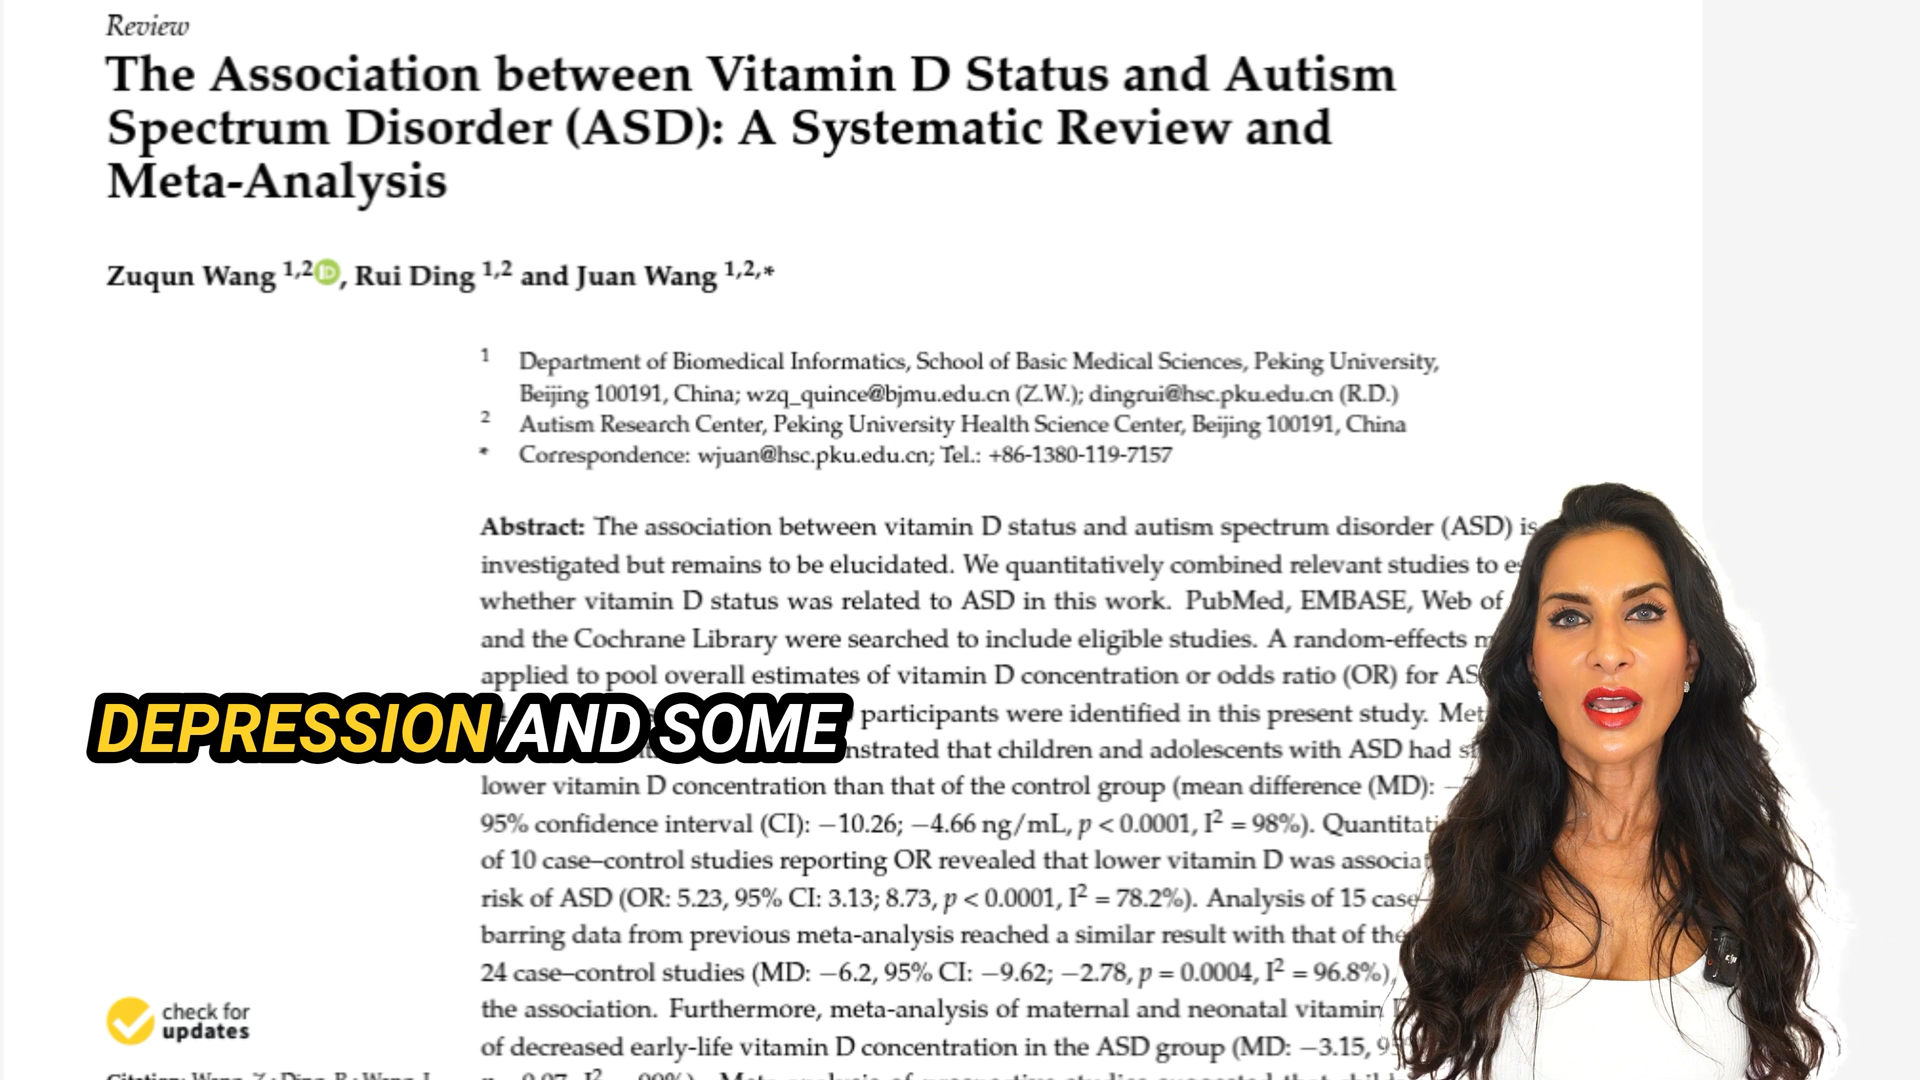 Review
The Association between Vitamin D Status and Autism
Spectrum Disorder (ASD): A Systematic Review and
Meta-Analysis
Zuqun Wang 1,2 iD, Rui Ding 1,2 and Juan Wang 1,2,*
1 Department of Biomedical Informatics, School of Basic Medical Sciences, Peking University,
Beijing 100191, China; wzq_quince@bjmu.edu.cn (Z.W.); dingrui@hsc.pku.edu.cn (R.D.)
2 Autism Research Center, Peking University Health Science Center, Beijing 100191, China
* Correspondence: wjuan@hsc.pku.edu.cn; Tel.: +86-1380-119-7157
Abstract: The association between vitamin D status and autism spectrum disorder (ASD) is
investigated but remains to be elucidated. We quantitatively combined relevant studies to
whether vitamin D status was related to ASD in this work. PubMed, EMBASE, Web of
and the Cochrane Library were searched to include eligible studies. A random-effects
applied to pool overall estimates of vitamin D concentration or odds ratio (OR) for
DEPRESSION AND SOME
participants were identified in this present study.
that children and adolescents with ASD had
lower vitamin D concentration than that of the control group (mean difference (MD): −
95% confidence interval (CI): −10.26; −4.66 ng/mL, p < 0.0001, I2 = 98%).
of 10 case–control studies reporting OR revealed that lower vitamin D was
risk of ASD (OR: 5.23, 95% CI: 3.13; 8.73, p < 0.0001, I2 = 78.2%). Analysis of 15 case–
barring data from previous meta-analysis reached a similar result with that of the
24 case–control studies (MD: −6.2, 95% CI: −9.62; −2.78, p = 0.0004, I2 = 96.8%),
the association. Furthermore, meta-analysis of maternal and neonatal vitamin
of decreased early-life vitamin D concentration in the ASD group (MD: −3.15,
check for
updates